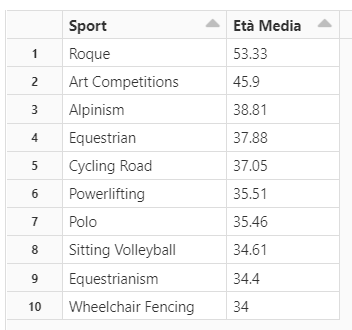 Sport Età Media
1 Roque 53.33
2 Art Competitions 45.9
3 Alpinism 38.81
4 Equestrian 37.88
5 Cycling Road 37.05
6 Powerlifting 35.51
7 Polo 35.46
8 Sitting Volleyball 34.61
9 Equestrianism 34.4
10 Wheelchair Fencing 34